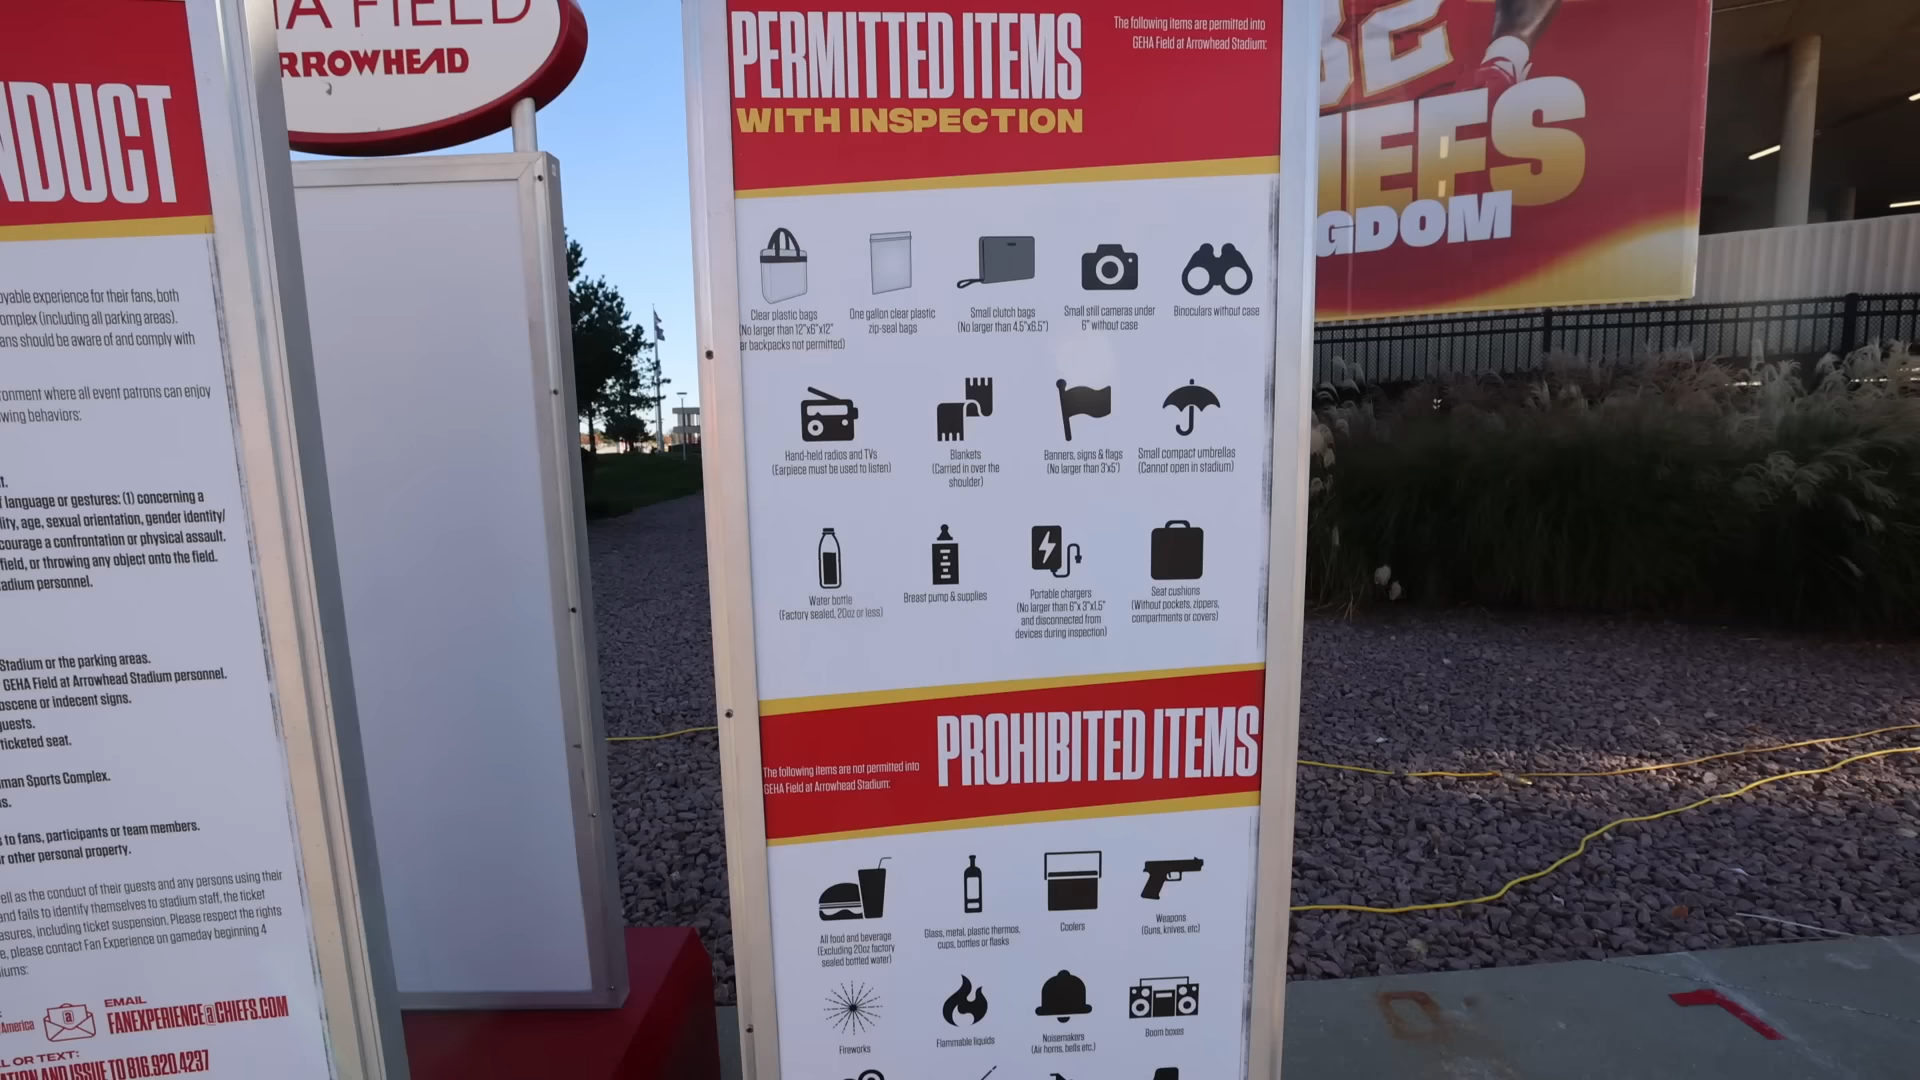 A FIELD
RROWHEAD
NDUCT
oyable experience for their fans, both
omplex (including all parking areas).
ans should be aware of and comply with
ronment where all event patrons can enjoy
wing behaviors:
t.
f language or gestures: (1) concerning a
lity, age, sexual orientation, gender identity/
courage a confrontation or physical assault.
field, or throwing any object onto the field.
adium personnel.
Stadium or the parking areas.
GEHA Field at Arrowhead Stadium personnel.
bscene or indecent signs.
guests.
ticketed seat.
man Sports Complex.
s.
s to fans, participants or team members.
r other personal property.
ell as the conduct of their guests and any persons using their
and fails to identify themselves to stadium staff, the ticket
asures, including ticket suspension. Please respect the rights
e, please contact Fan Experience on gameday beginning 4
iums:
America
EMAIL
FANEXPERIENCE@CHIEFS.COM
L OR TEXT:
ATION AND ISSUE TO 816.920.4237
PERMITTED ITEMS
WITH INSPECTION
The following items are permitted into
GEHA Field at Arrowhead Stadium:
Clear plastic bags
(No larger than 12"x6"x12"
ar backpacks not permitted)
One gallon clear plastic
zip-seal bags
Small clutch bags
(No larger than 4.5"x6.5")
Small still cameras under
6" without case
Binoculars without case
Hand-held radios and TVs
(Earpiece must be used to listen)
Blankets
(Carried in over the
shoulder)
Banners, signs & flags
(No larger than 3'x5')
Small compact umbrellas
(Cannot open in stadium)
Water bottle
(Factory sealed, 20oz or less)
Breast pump & supplies
Portable chargers
(No larger than 6"x 3"x1.5"
and disconnected from
devices during inspection)
Seat cushions
(Without pockets, zippers,
compartments or covers)
The following items are not permitted into
GEHA Field at Arrowhead Stadium:
PROHIBITED ITEMS
All food and beverage
(Excluding 20oz factory
sealed bottled water)
Glass, metal, plastic thermos,
cups, bottles or flasks
Coolers
Weapons
(Guns, knives, etc)
Fireworks
Flammable liquids
Noisemakers
(Air horns, bells etc.)
Boom boxes
IEFS
GDOM